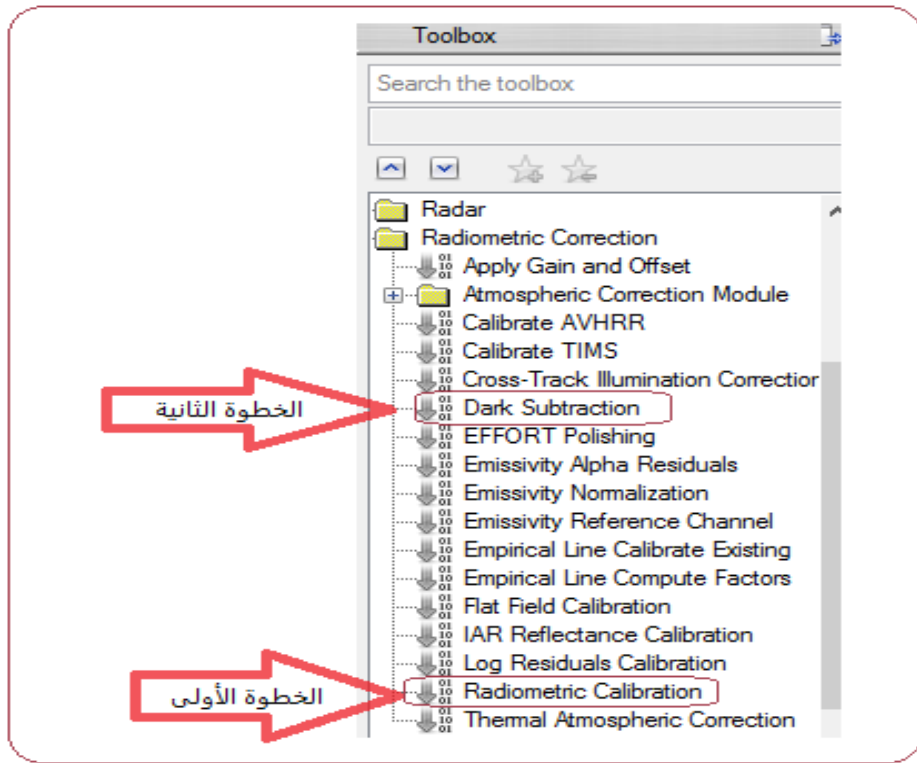 Toolbox
Search the toolbox
Radar
Radiometric Correction
Apply Gain and Offset
Atmospheric Correction Module
Calibrate AVHRR
Calibrate TIMS
Cross-Track Illumination Correction
الخطوة الثانية
Dark Subtraction
EFFORT Polishing
Emissivity Alpha Residuals
Emissivity Normalization
Emissivity Reference Channel
Empirical Line Calibrate Existing
Empirical Line Compute Factors
Flat Field Calibration
IAR Reflectance Calibration
Log Residuals Calibration
الخطوة الأولى
Radiometric Calibration
Thermal Atmospheric Correction